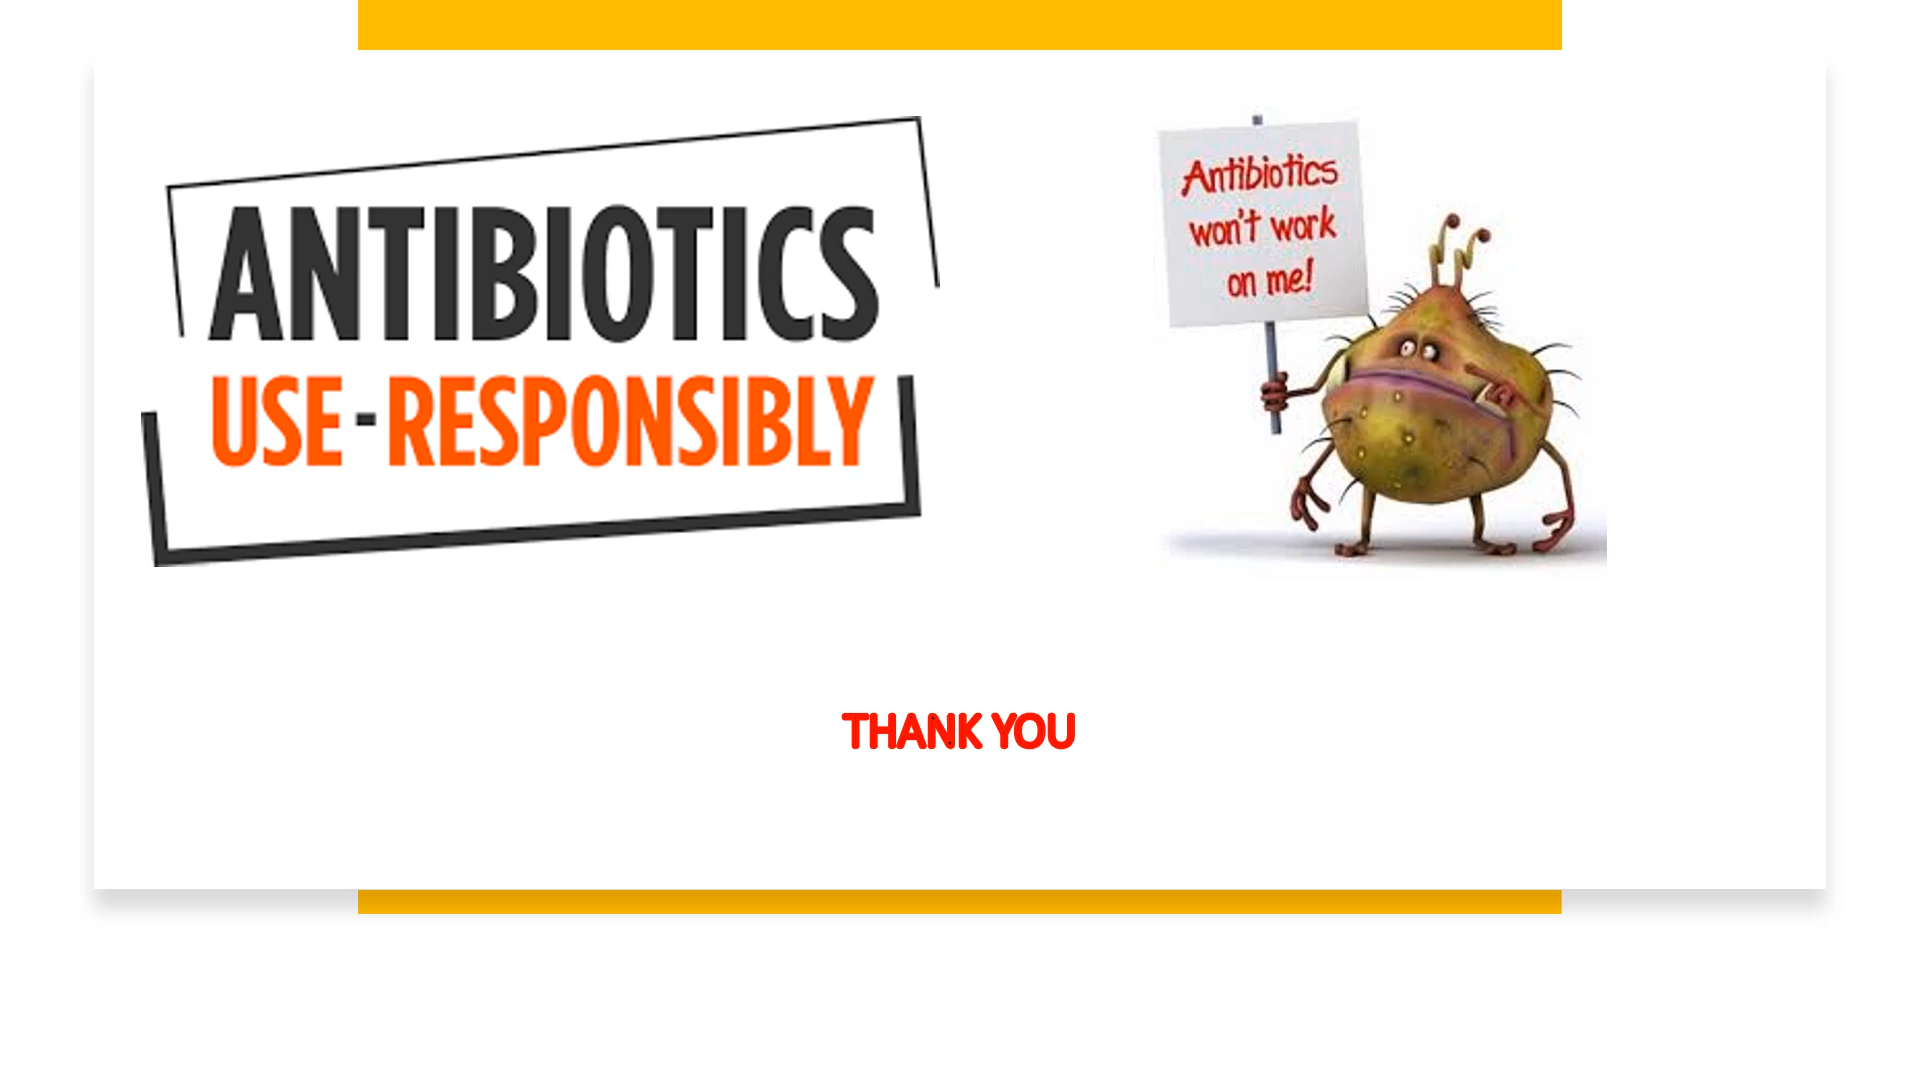 ANTIBIOTICS
USE-RESPONSIBLY
Antibiotics
won't work
on me!
THANK YOU